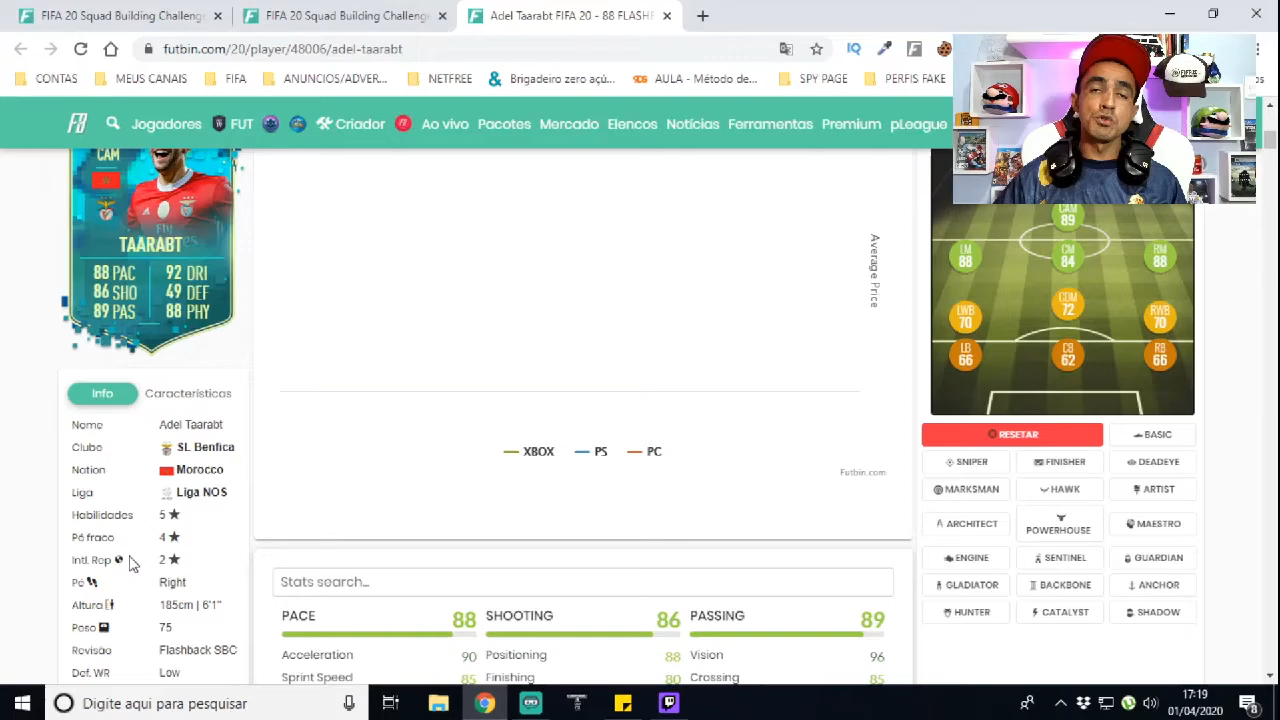 FIFA 20 Squad Building Challeng
FIFA 20 Squad Building Challeng
Adel Taarabt FIFA 20 - 88 FLASHB
futbin.com/20/player/48006/adel-taarabt
CONTAS
MEUS CANAIS
FIFA
ANUNCIOS/ADVER...
NETFREE
Brigadeiro zero açú...
AULA - Método de...
SPY PAGE
PERFIS FAKE
Jogadores
FUT
Criador
Ao vivo
Pacotes
Mercado
Elencos
Notícias
Ferramentas
Premium
pLeague
CAM
TAARABT
88 PAC
92 DRI
86 SHO
49 DEF
89 PAS
88 PHY
Info
Características
Nome
Adel Taarabt
Clube
SL Benfica
Nation
Morocco
Liga
Liga NOS
Habilidades
5
Pé fraco
4
Intl. Rep
2
Pé
Right
Altura
185cm | 6'1"
Peso
75
Revisão
Flashback SBC
Def. WR
Low
Average Price
XBOX
PS
PC
Futbin.com
Stats search...
PACE
88
SHOOTING
86
PASSING
89
Acceleration
90
Positioning
88
Vision
96
Sprint Speed
85
Finishing
80
Crossing
85
CAM
89
LM
88
CM
84
RM
88
LWB
70
CDM
72
RWB
70
LB
66
CB
62
RB
66
RESETAR
BASIC
SNIPER
FINISHER
DEADEYE
MARKSMAN
HAWK
ARTIST
ARCHITECT
POWERHOUSE
MAESTRO
ENGINE
SENTINEL
GUARDIAN
GLADIATOR
BACKBONE
ANCHOR
HUNTER
CATALYST
SHADOW
Digite aqui para pesquisar
17:19
01/04/2020